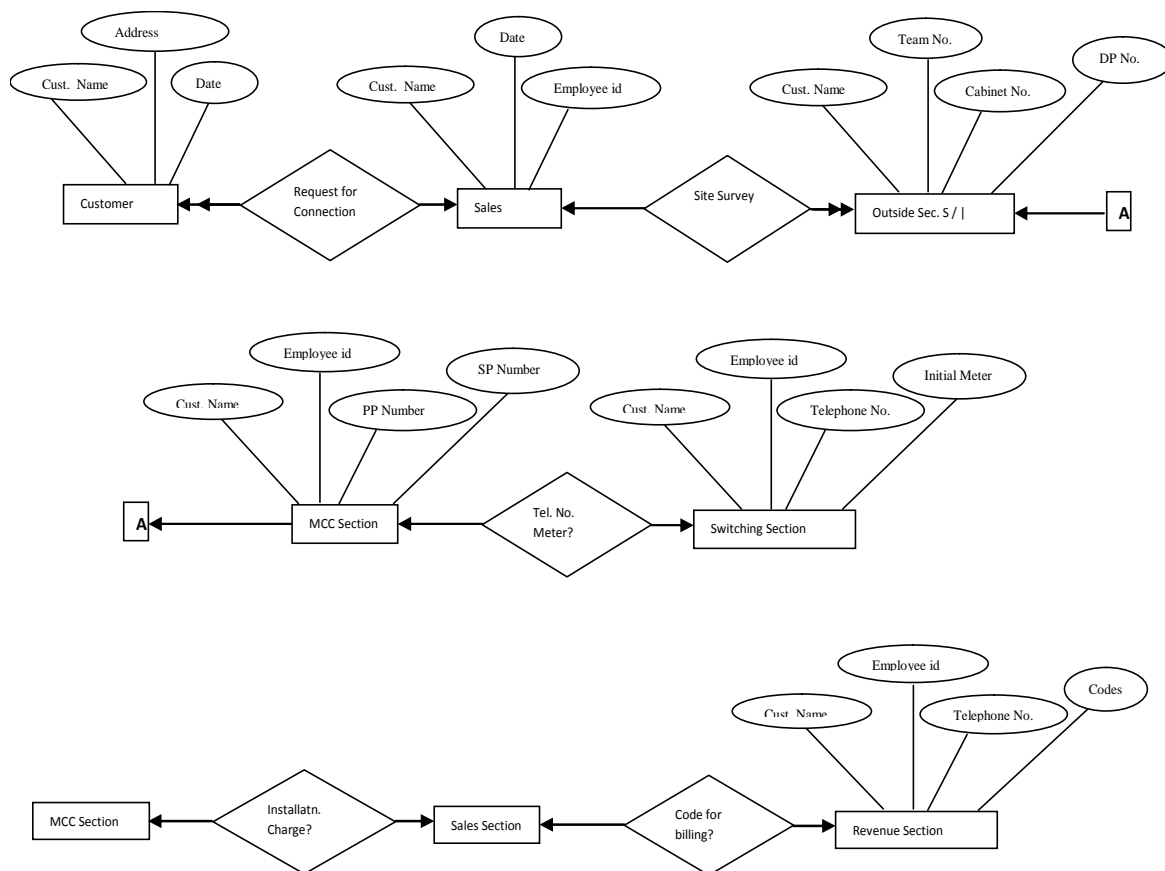 Address
Cust. Name
Date
Date
Cust. Name
Employee id
Team No.
DP No.
Cust. Name
Cabinet No.
Customer
Request for
Connection
Sales
Site Survey
Outside Sec. S / |
A
Employee id
SP Number
Cust. Name
PP Number
Employee id
Initial Meter
Cust. Name
Telephone No.
A
MCC Section
Tel. No.
Meter?
Switching Section
Employee id
Codes
Cust. Name
Telephone No.
MCC Section
Installatn.
Charge?
Sales Section
Code for
billing?
Revenue Section